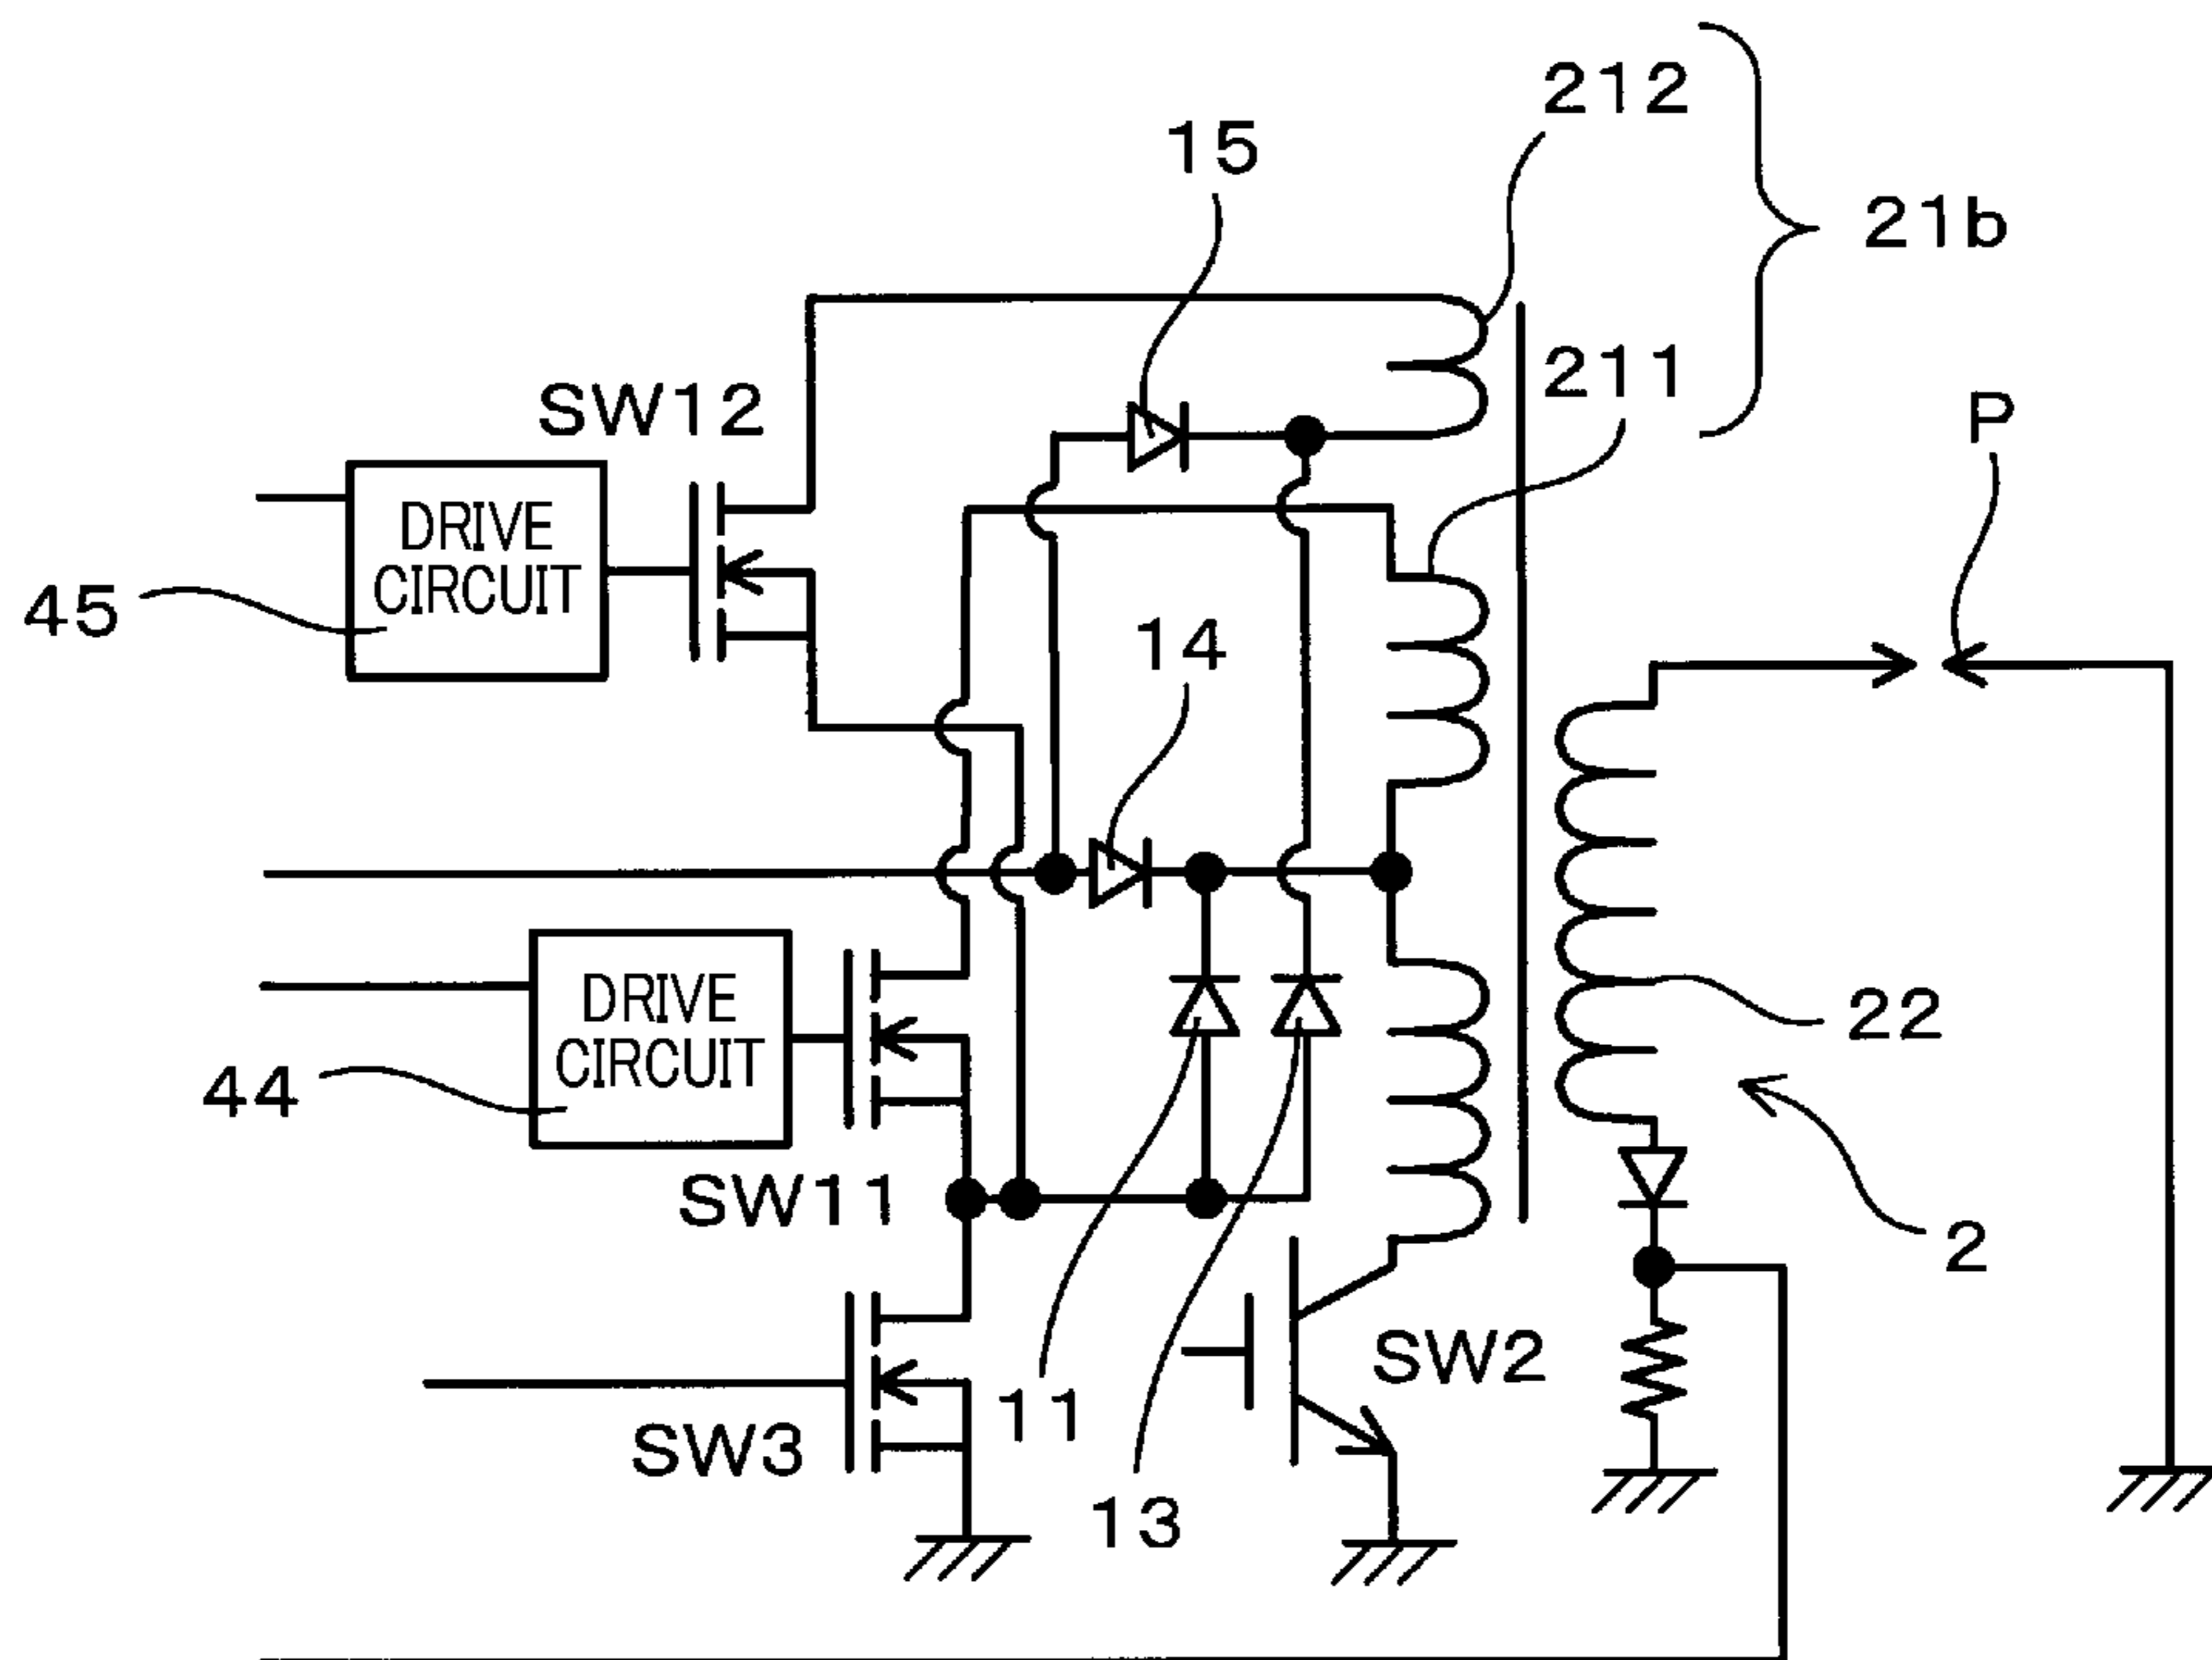 212
15
21b
211
SW12
P
DRIVE
CIRCUIT
45
14
DRIVE
CIRCUIT
22
44
SW11
2
SW2
11
SW3
13